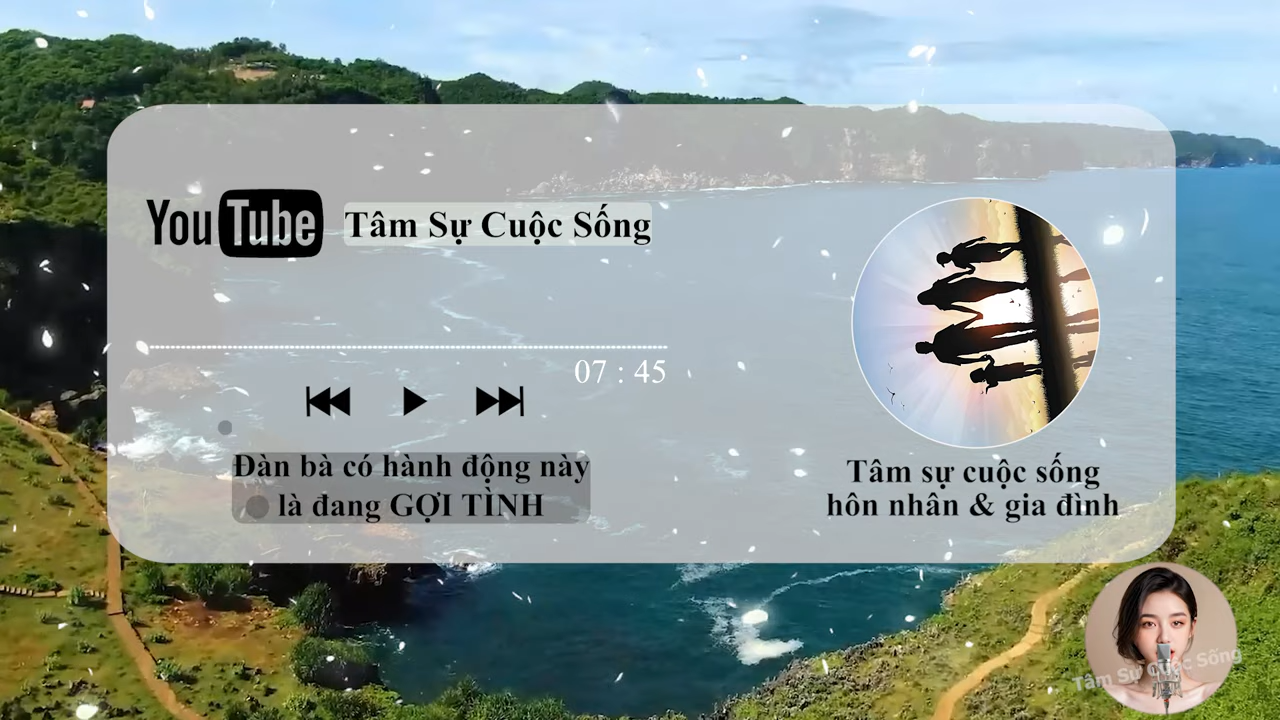 YouTube Tâm Sự Cuộc Sống
07 : 45
Đàn bà có hành động này
là đang GỢI TÌNH
Tâm sự cuộc sống
hôn nhân & gia đình
Tâm Sự Cuộc Sống